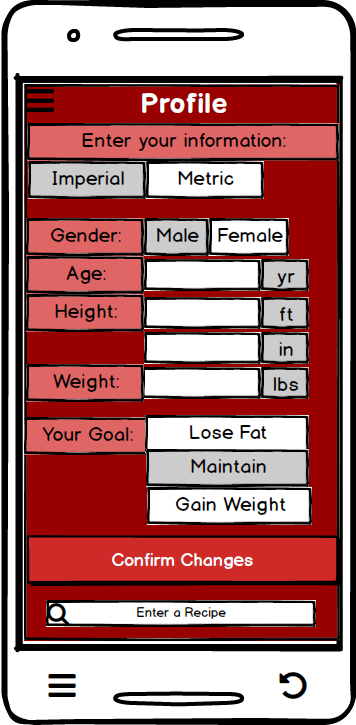 Profile
Enter your information:
Imperial Metric
Gender: Male Female
Age: yr
Height: ft
in
Weight: lbs
Your Goal: Lose Fat
Maintain
Gain Weight
Confirm Changes
Enter a Recipe